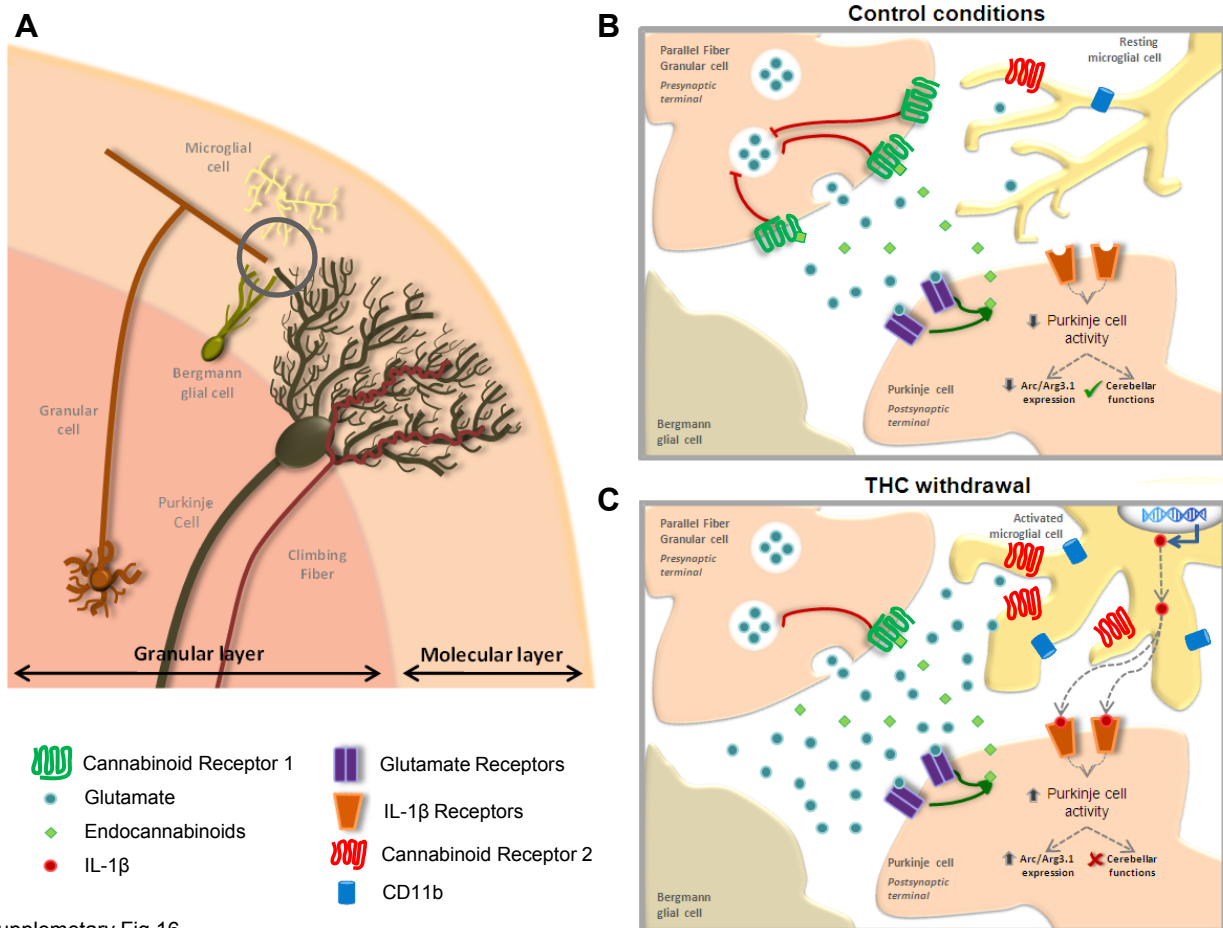 A
Microglial
cell
Bergmann
glial cell
Granular
cell
Purkinje
Cell
Climbing
Fiber
Granular layer
Molecular layer
Cannabinoid Receptor 1
Glutamate
Endocannabinoids
IL-1β
Glutamate Receptors
IL-1β Receptors
Cannabinoid Receptor 2
CD11b
B
Control conditions
Parallel Fiber
Granular cell
Presynaptic
terminal
Resting
microglial cell
Purkinje cell
activity
Arc/Arg3.1
expression
Cerebellar
functions
Purkinje cell
Postsynaptic
terminal
Bergmann
glial cell
C
THC withdrawal
Parallel Fiber
Granular cell
Presynaptic
terminal
Activated
microglial cell
Purkinje cell
activity
Arc/Arg3.1
expression
Cerebellar
functions
Purkinje cell
Postsynaptic
terminal
Bergmann
glial cell
upplemetary Fig 16